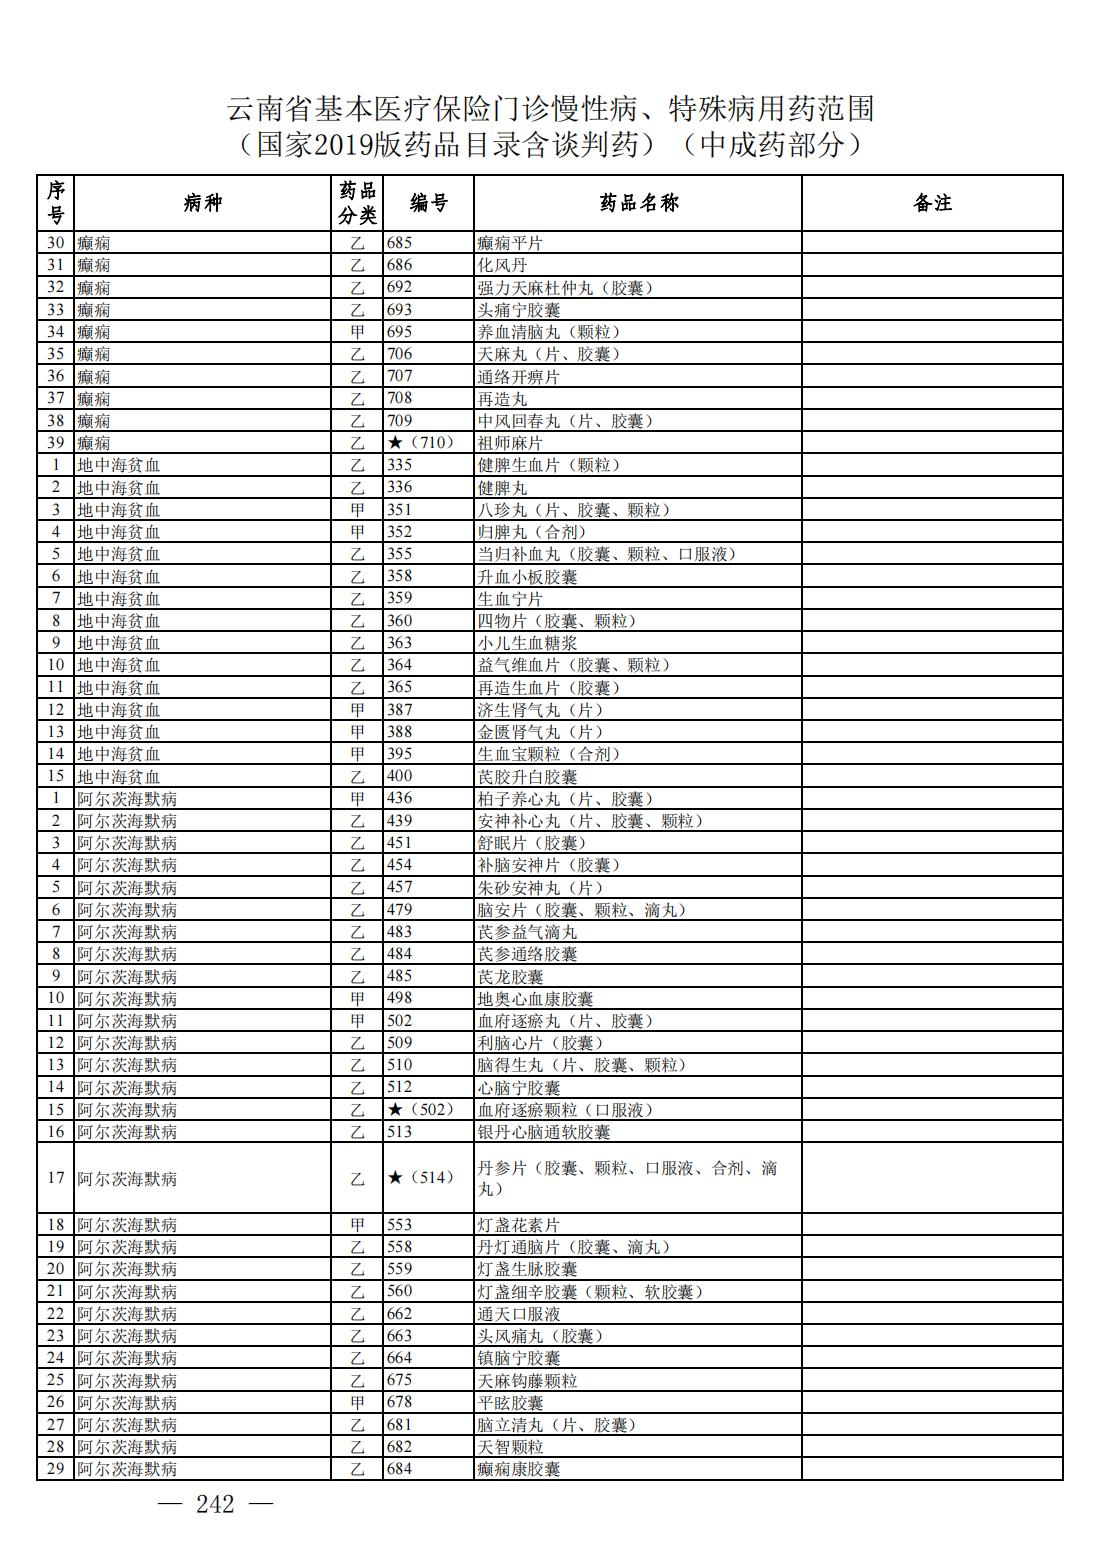 云南省基本医疗保险门诊慢性病、特殊病用药范围
（国家2019版药品目录含谈判药）（中成药部分）
序号 病种 药品分类 编号 药品名称 备注
30 癫痫 乙 685 癫痫平片
31 癫痫 乙 686 化风丹
32 癫痫 乙 692 强力天麻杜仲丸（胶囊）
33 癫痫 乙 693 头痛宁胶囊
34 癫痫 甲 695 养血清脑丸（颗粒）
35 癫痫 乙 706 天麻丸（片、胶囊）
36 癫痫 乙 707 通络开痹片
37 癫痫 乙 708 再造丸
38 癫痫 乙 709 中风回春丸（片、胶囊）
39 癫痫 乙 ★（710） 祖师麻片
1 地中海贫血 乙 335 健脾生血片（颗粒）
2 地中海贫血 乙 336 健脾丸
3 地中海贫血 甲 351 八珍丸（片、胶囊、颗粒）
4 地中海贫血 甲 352 归脾丸（合剂）
5 地中海贫血 乙 355 当归补血丸（胶囊、颗粒、口服液）
6 地中海贫血 乙 358 升血小板胶囊
7 地中海贫血 乙 359 生血宁片
8 地中海贫血 乙 360 四物片（胶囊、颗粒）
9 地中海贫血 乙 363 小儿生血糖浆
10 地中海贫血 乙 364 益气维血片（胶囊、颗粒）
11 地中海贫血 乙 365 再造生血片（胶囊）
12 地中海贫血 甲 387 济生肾气丸（片）
13 地中海贫血 甲 388 金匮肾气丸（片）
14 地中海贫血 甲 395 生血宝颗粒（合剂）
15 地中海贫血 乙 400 芪胶升白胶囊
1 阿尔茨海默病 甲 436 柏子养心丸（片、胶囊）
2 阿尔茨海默病 乙 439 安神补心丸（片、胶囊、颗粒）
3 阿尔茨海默病 乙 451 舒眠片（胶囊）
4 阿尔茨海默病 乙 454 补脑安神片（胶囊）
5 阿尔茨海默病 乙 457 朱砂安神丸（片）
6 阿尔茨海默病 乙 479 脑安片（胶囊、颗粒、滴丸）
7 阿尔茨海默病 乙 483 芪参益气滴丸
8 阿尔茨海默病 乙 484 芪参通络胶囊
9 阿尔茨海默病 乙 485 芪龙胶囊
10 阿尔茨海默病 甲 498 地奥心血康胶囊
11 阿尔茨海默病 甲 502 血府逐瘀丸（片、胶囊）
12 阿尔茨海默病 乙 509 利脑心片（胶囊）
13 阿尔茨海默病 乙 510 脑得生丸（片、胶囊、颗粒）
14 阿尔茨海默病 乙 512 心脑宁胶囊
15 阿尔茨海默病 乙 ★（502） 血府逐瘀颗粒（口服液）
16 阿尔茨海默病 乙 513 银丹心脑通软胶囊
17 阿尔茨海默病 乙 ★（514） 丹参片（胶囊、颗粒、口服液、合剂、滴
丸）
18 阿尔茨海默病 甲 553 灯盏花素片
19 阿尔茨海默病 乙 558 丹灯通脑片（胶囊、滴丸）
20 阿尔茨海默病 乙 559 灯盏生脉胶囊
21 阿尔茨海默病 乙 560 灯盏细辛胶囊（颗粒、软胶囊）
22 阿尔茨海默病 乙 662 通天口服液
23 阿尔茨海默病 乙 663 头风痛丸（胶囊）
24 阿尔茨海默病 乙 664 镇脑宁胶囊
25 阿尔茨海默病 乙 675 天麻钩藤颗粒
26 阿尔茨海默病 甲 678 平眩胶囊
27 阿尔茨海默病 乙 681 脑立清丸（片、胶囊）
28 阿尔茨海默病 乙 682 天智颗粒
29 阿尔茨海默病 乙 684 癫痫康胶囊
— 242 —